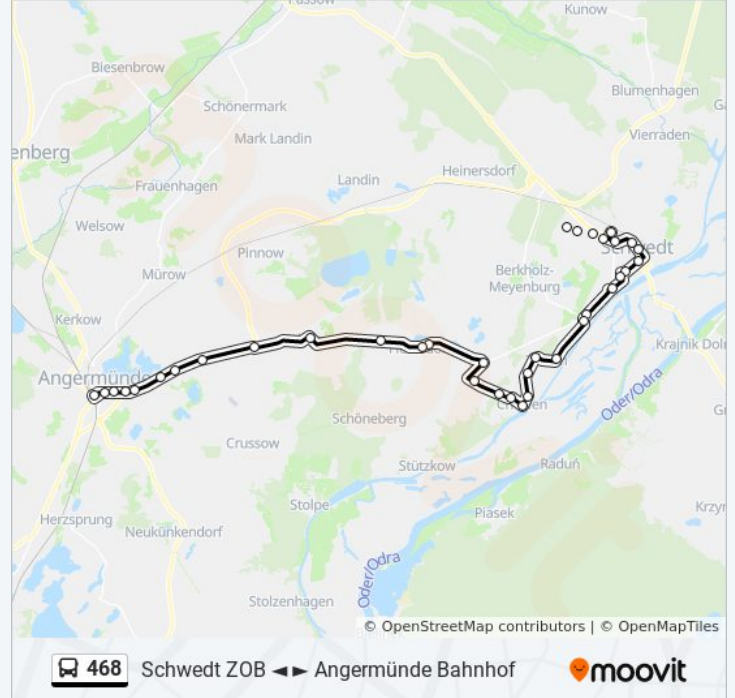 Passow
Kunow
Biesenbrow
Blumenhagen
Schönermark
Vierraden
Mark Landin
enberg
Heinersdorf
Landin
Frauenhagen
Welsow
Schwedt
Pinnow
Mürow
Berkholz-
Meyenburg
Kerkow
Krajnik Doln
Angermünde
Oder/Odra
Schöneberg
Crussow
Stützkow
Raduń
Stolpe
Krzyn
Piasek
Herzsprung
Neukünkendorf
Oder/Odra
Stolzenhagen
© OpenStreetMap contributors | © OpenMapTiles
468 Schwedt ZOB ◄ ► Angermünde Bahnhof moovit